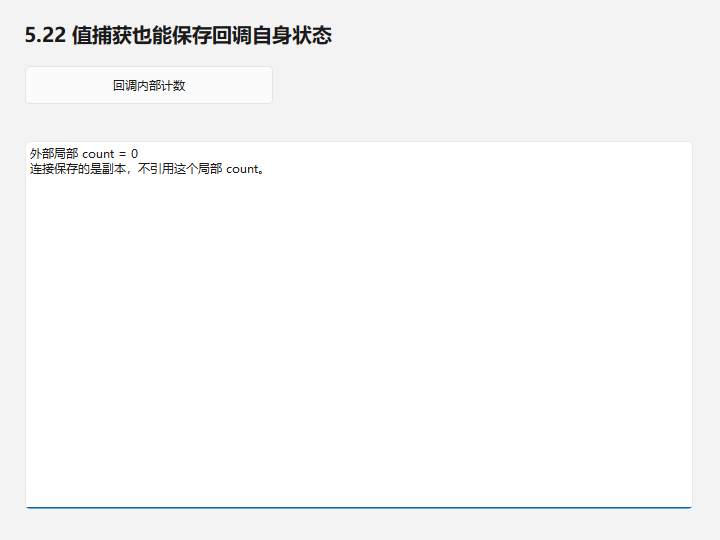 5.22 值捕获也能保存回调自身状态
回调内部计数
外部局部 count = 0
连接保存的是副本，不引用这个局部 count。